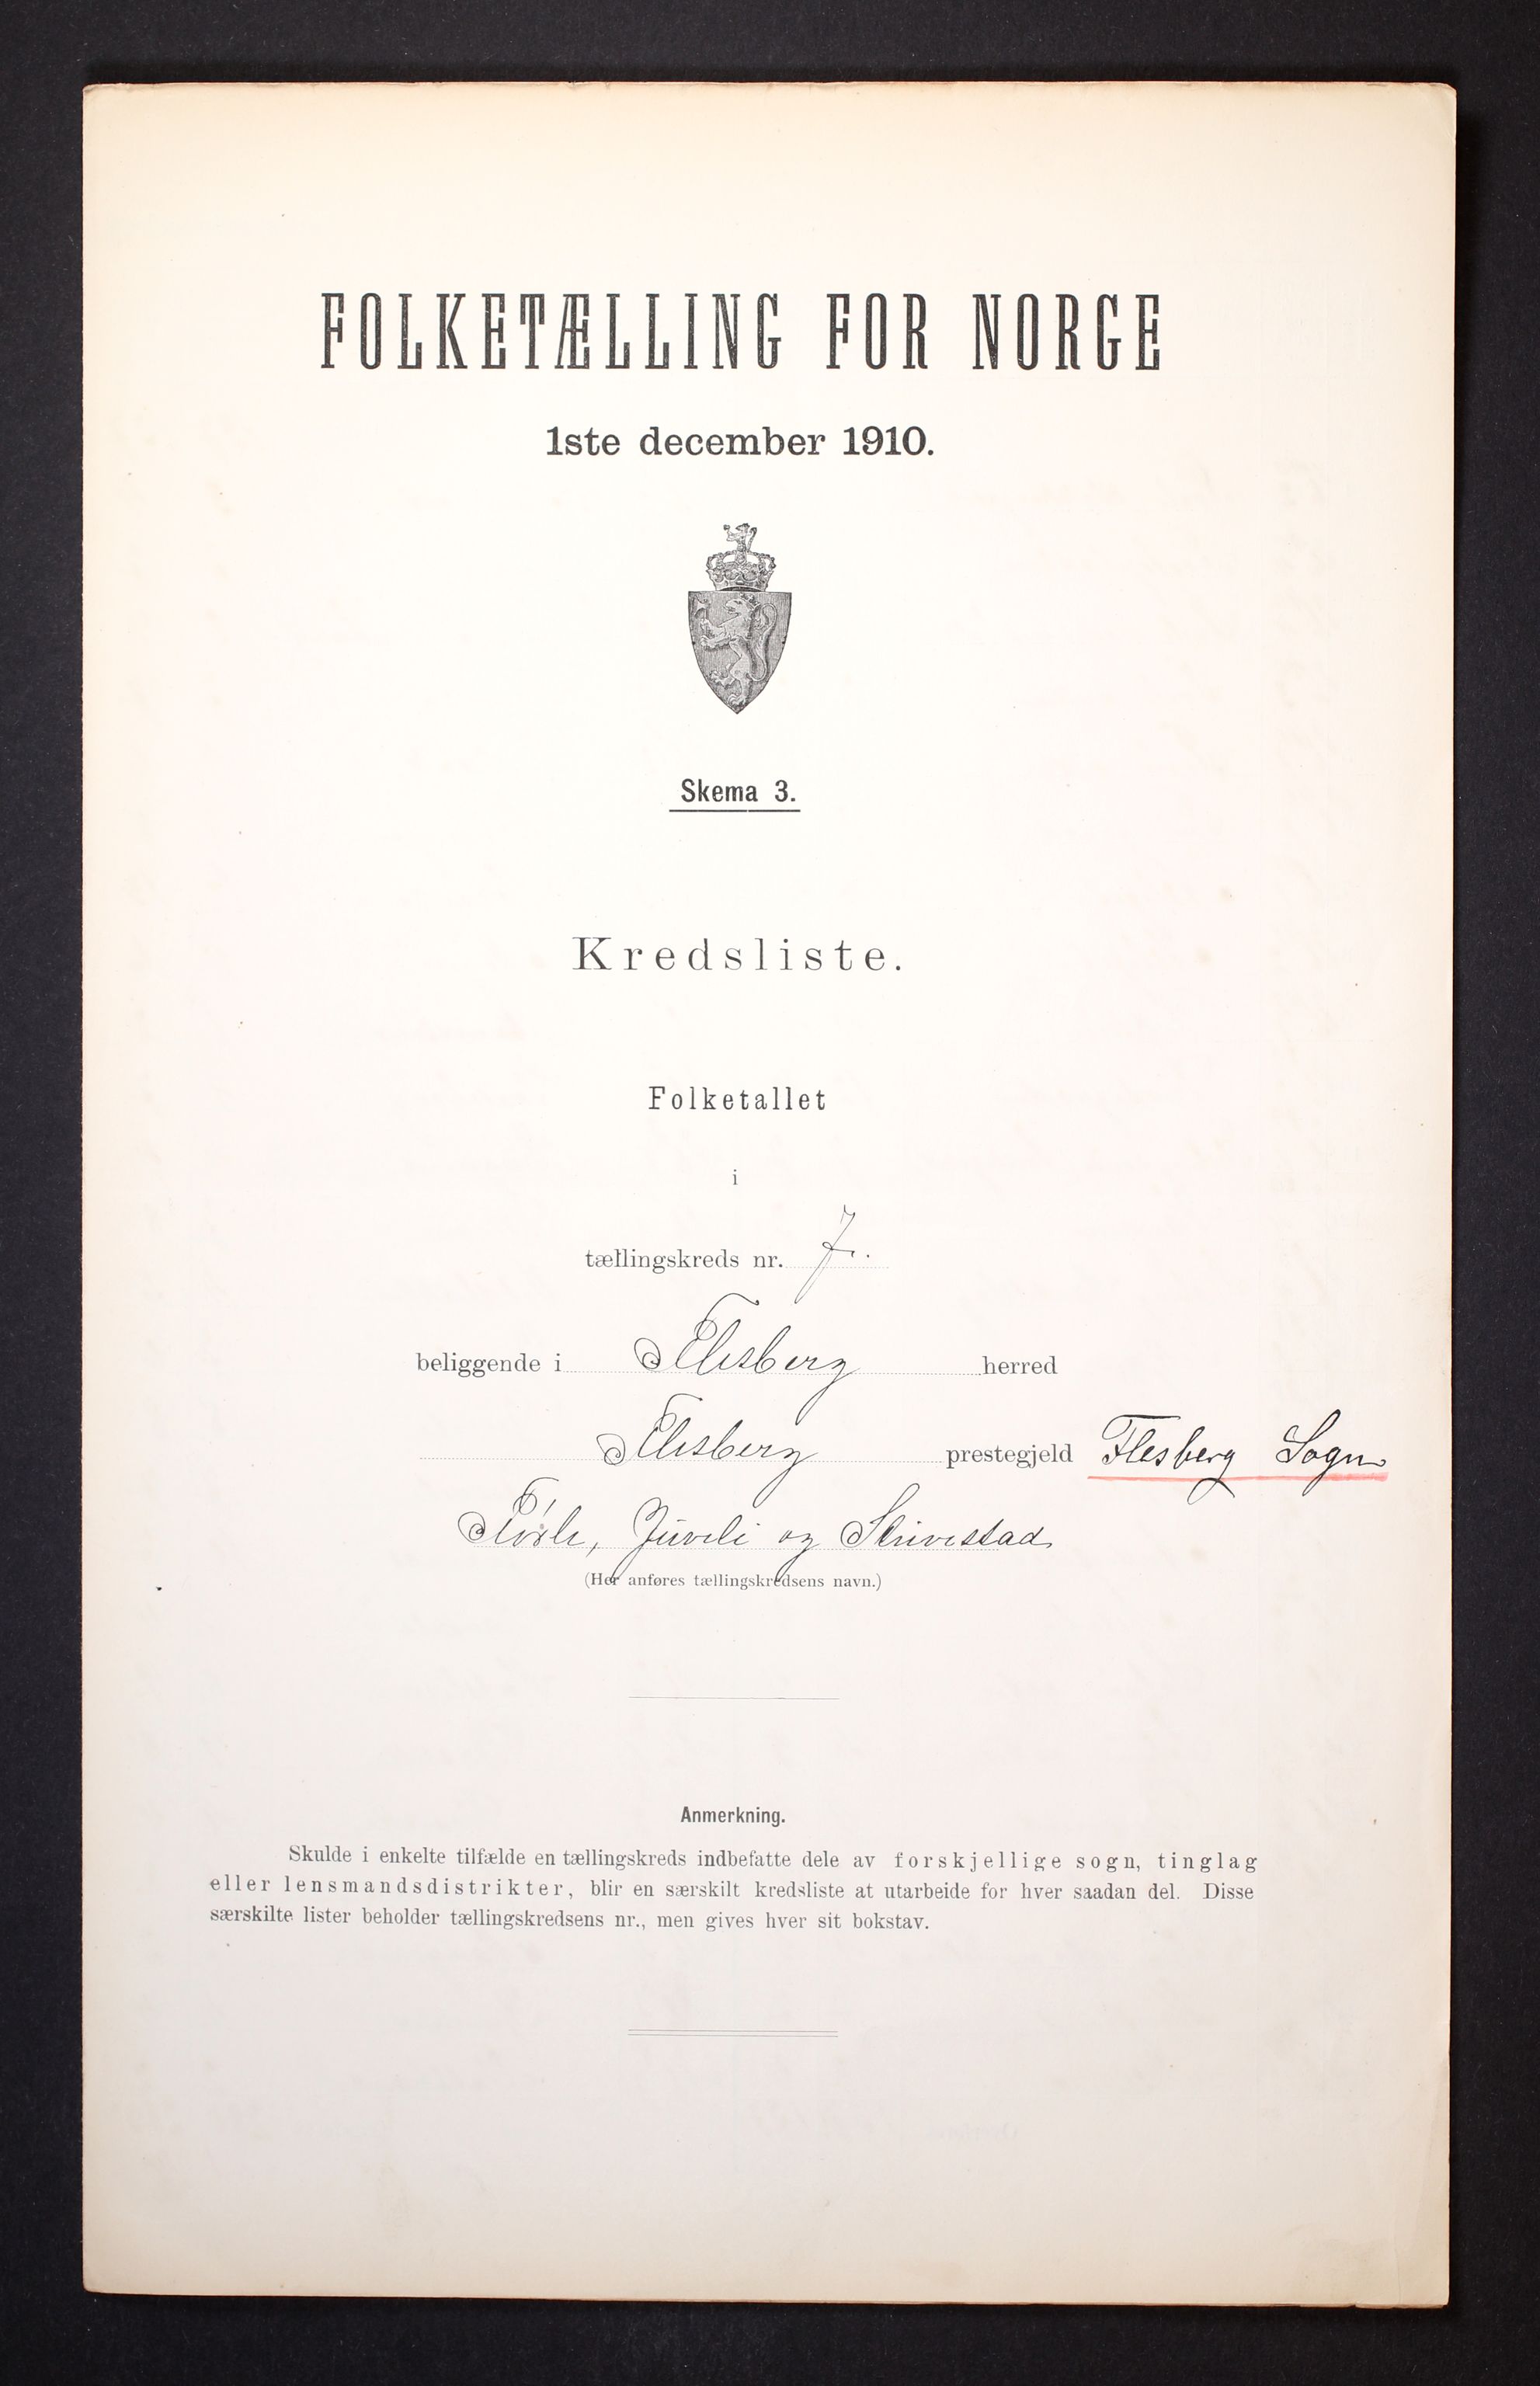 FOLKETÆLLING FOR NORGE
1ste december 1910.
Skema 3.
Kredsliste.
Folketallet
i
tællingskreds nr. 7.
beliggende i Flesberg herred
Flesberg prestegjeld Flesberg Sogn
Juveli og
(Her anføres tællingskredsens navn.)
Anmerkning.
Skulde i enkelte tilfælde en tællingskreds indbefatte dele av forskjellige sogn, tinglag
eller lensmandsdistrikter, blir en særskilt kredsliste at utarbeide for hver saadan del. Disse
særskilte lister beholder tællingskredsens nr., men gives hver sit bokstav.